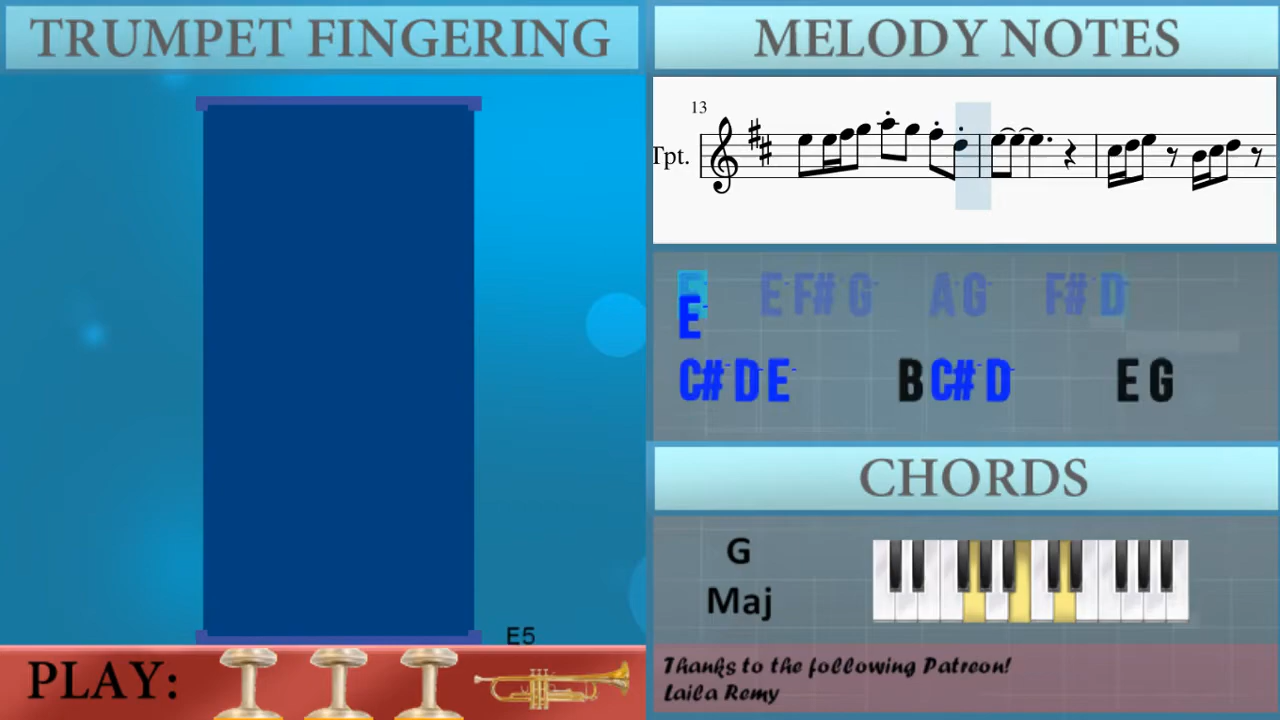 TRUMPET FINGERING
E5
PLAY:
MELODY NOTES
13
Tpt.
E E F# G A G F# D
E
C# D E B C# D E G
CHORDS
G
Maj
Thanks to the following Patreon!
Laila Remy